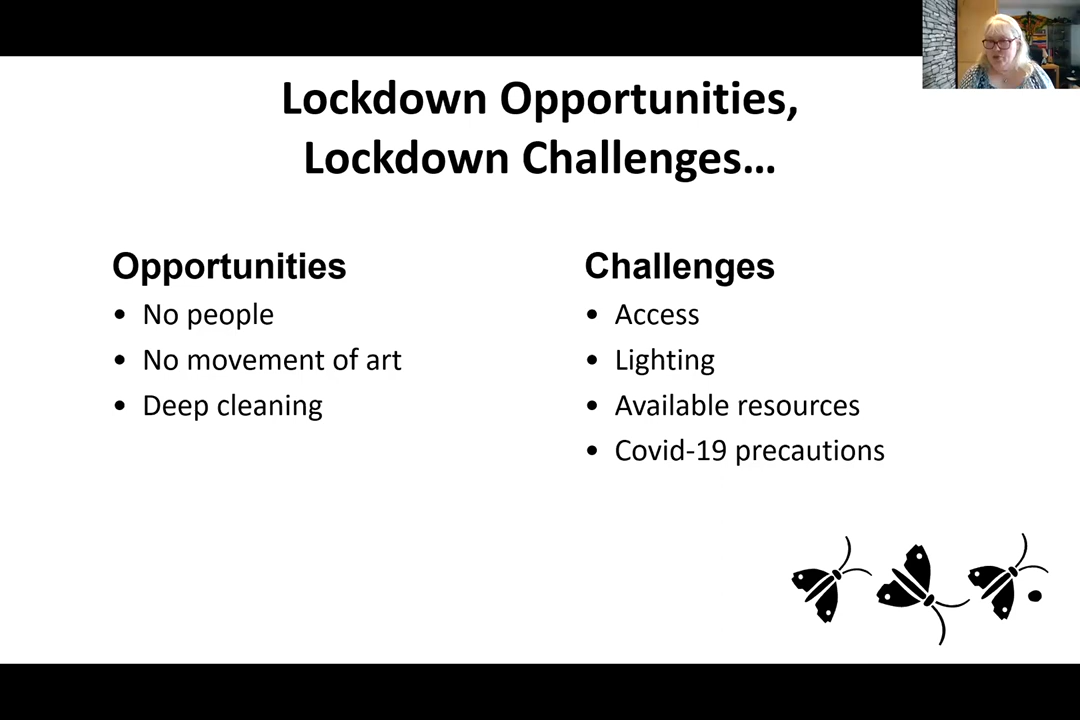 Lockdown Opportunities,
Lockdown Challenges…
Opportunities
• No people
• No movement of art
• Deep cleaning
Challenges
• Access
• Lighting
• Available resources
• Covid-19 precautions